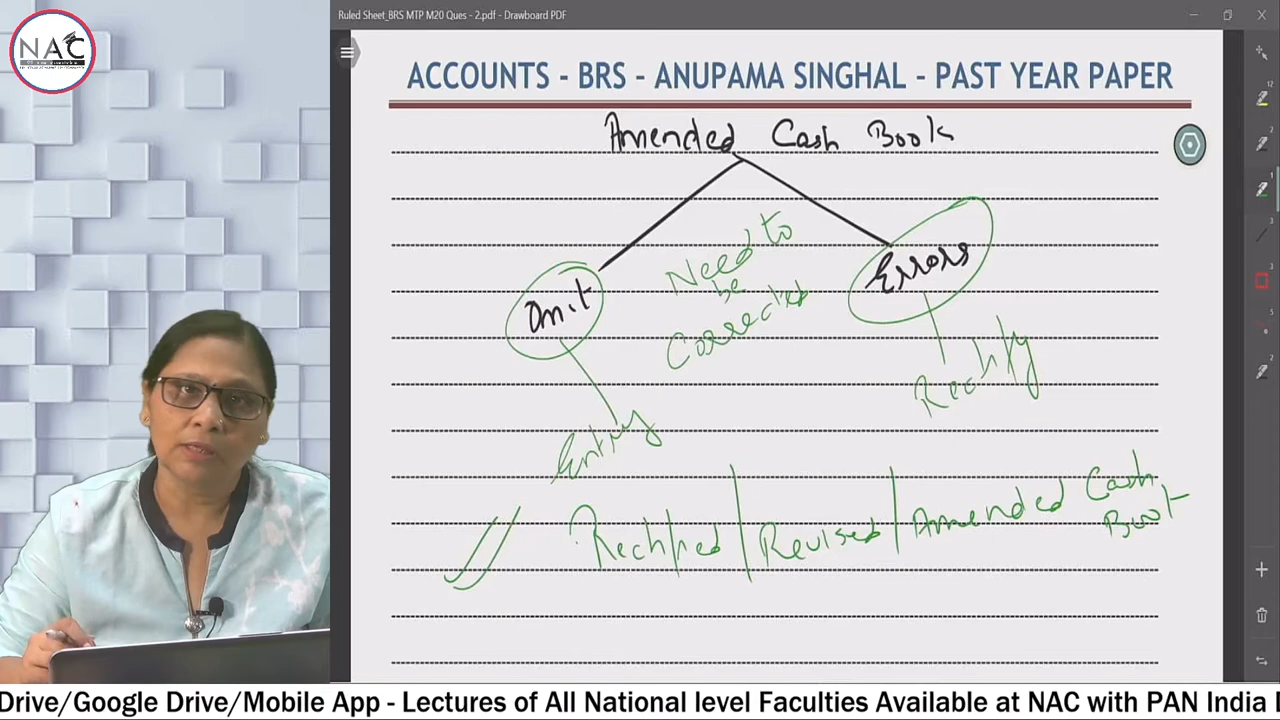 Ruled Sheet_BRS MTP M20 Ques - 2.pdf - Drawboard PDF
NAC
ACCOUNTS - BRS - ANUPAMA SINGHAL - PAST YEAR PAPER
Amended Cash Book
Need to
be
Corrected
Omit
Errors
Entry
Rectify
Rectified / Revised / Amended Cash
Book
Drive/Google Drive/Mobile App - Lectures of All National level Faculties Available at NAC with PAN India